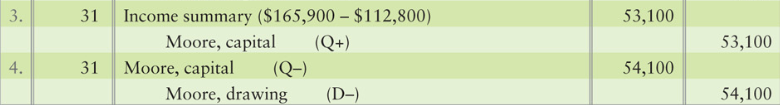 3. 31 Income summary ($165,900 – $112,800) 53,100
Moore, capital (Q+) 53,100
4. 31 Moore, capital (Q–) 54,100
Moore, drawing (D–) 54,100